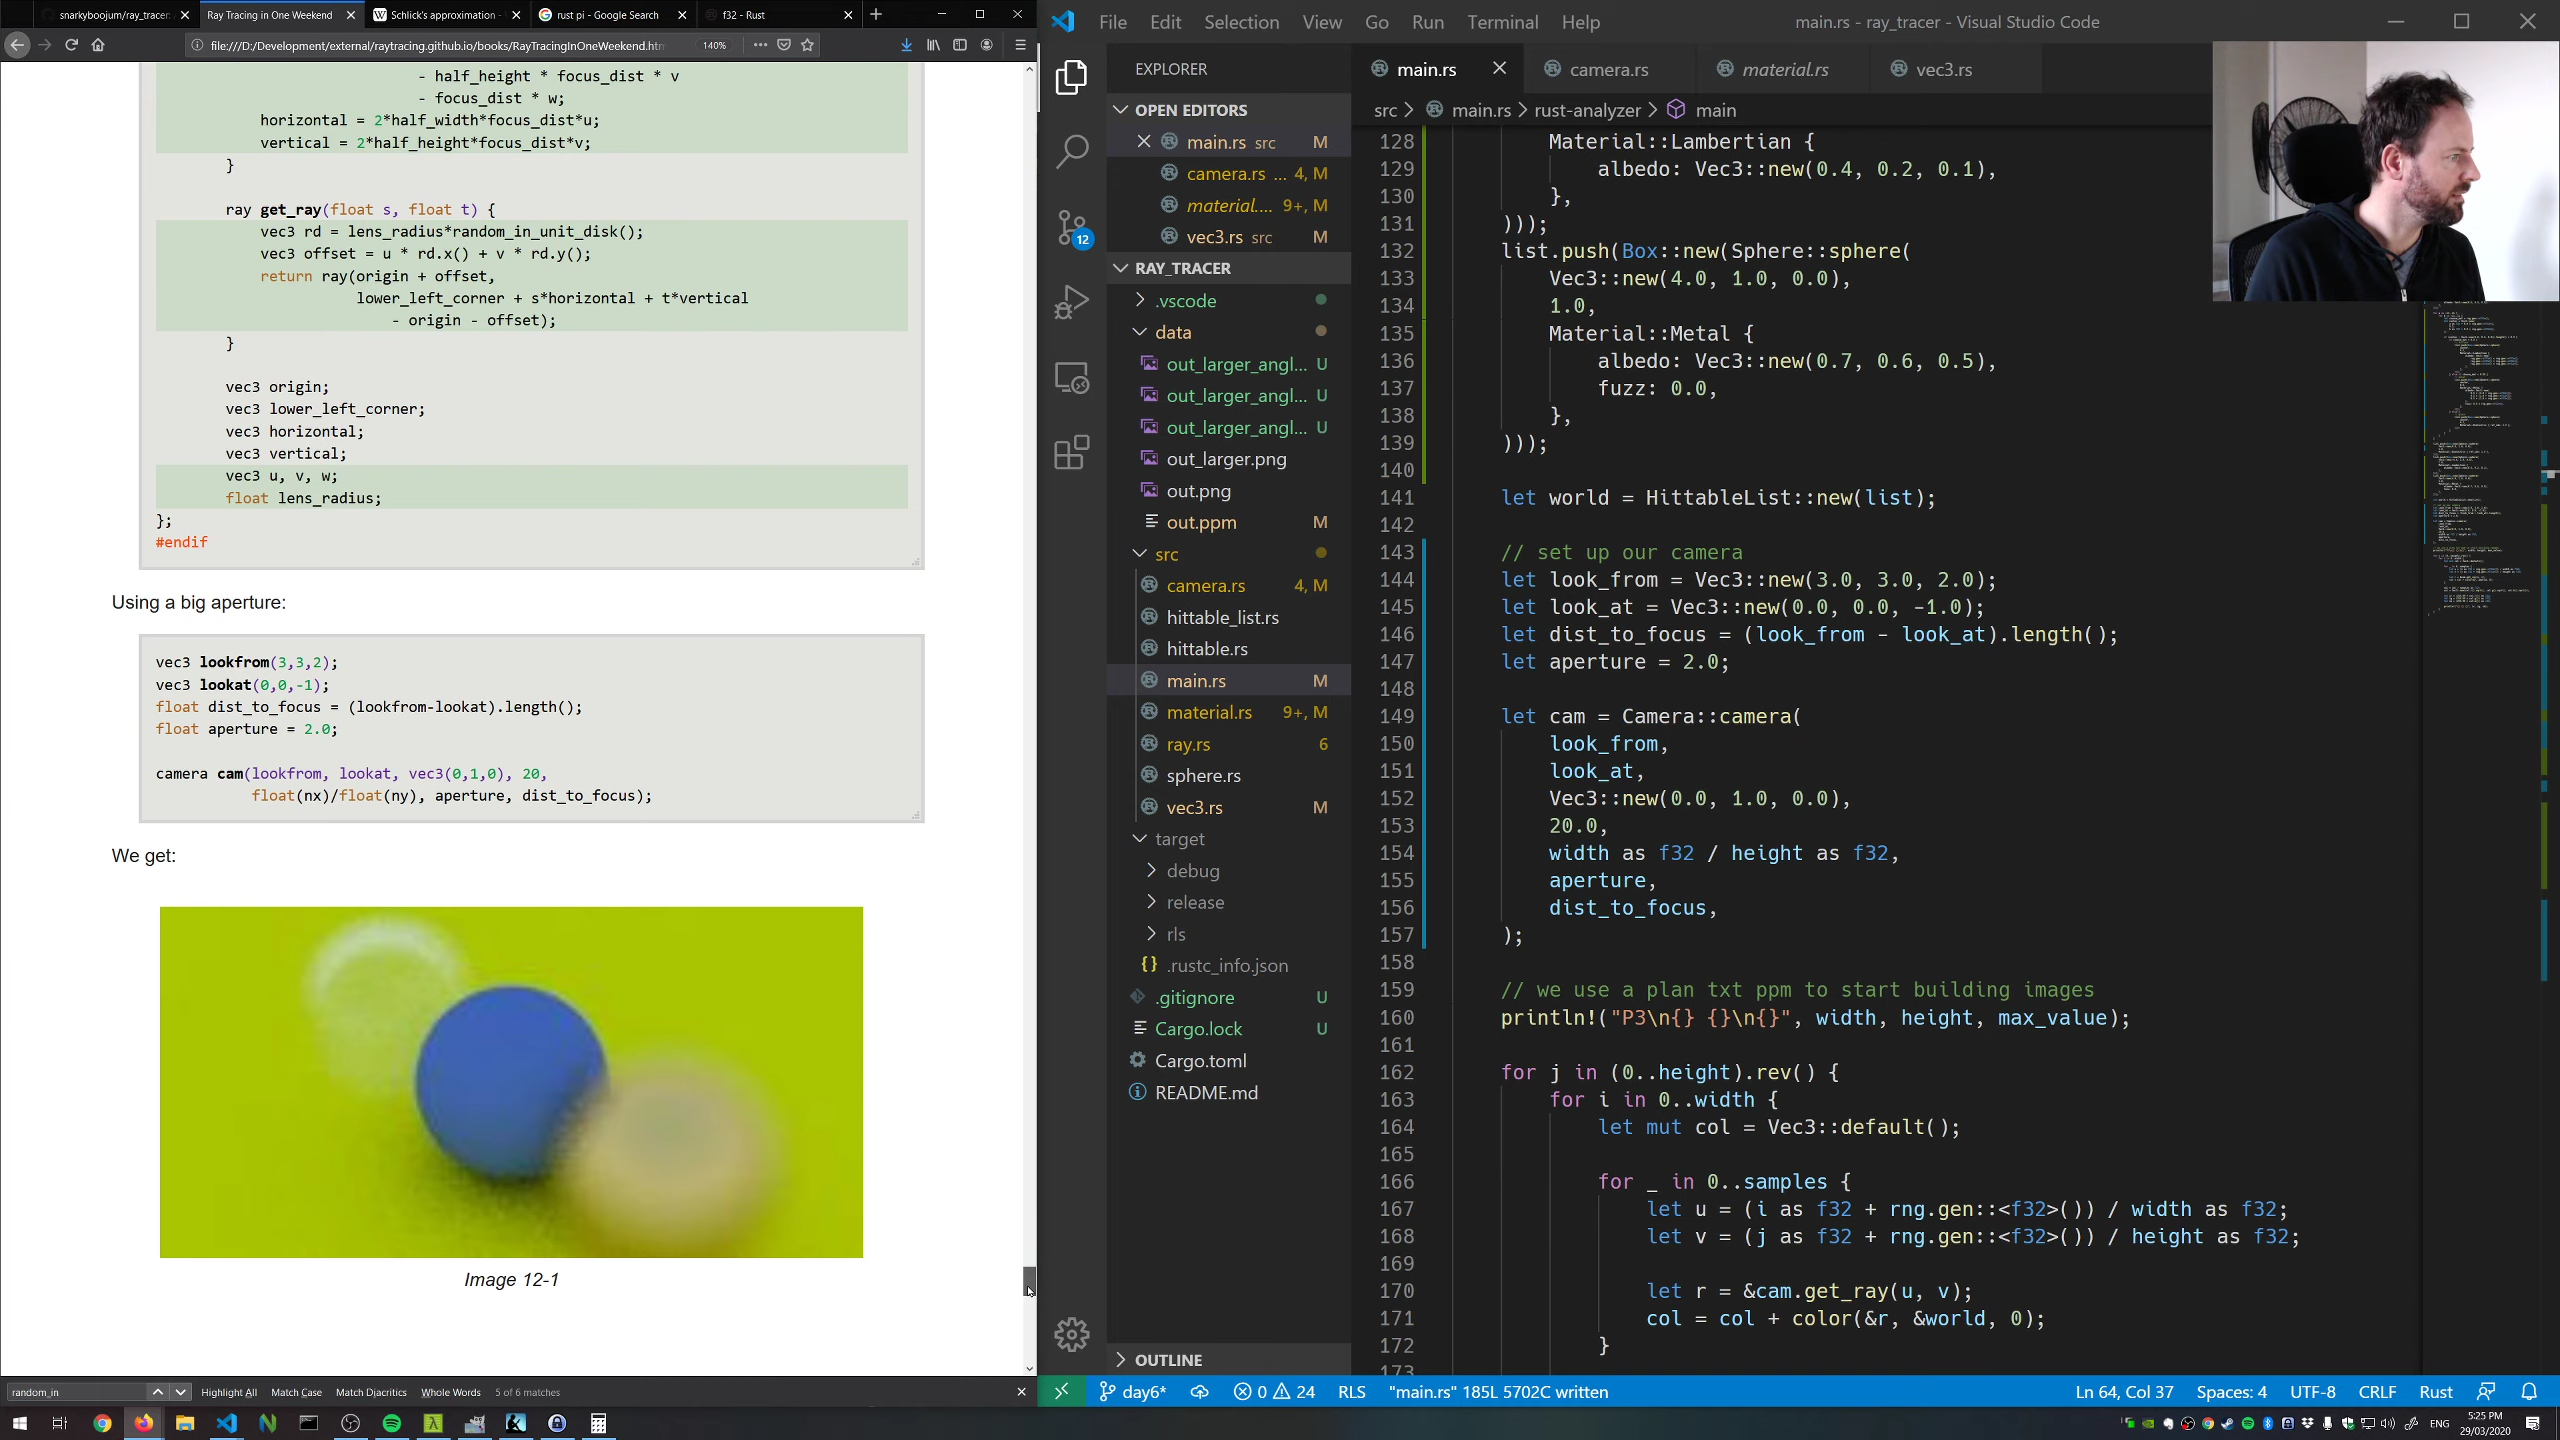 snarkyboojum/ray_tracer:
Ray Tracing in One Weekend
Schlick's approximation -
rust pi - Google Search
f32 - Rust
file:///D:/Development/external/raytracing.github.io/books/RayTracingInOneWeekend.htm
140%
- half_height * focus_dist * v
- focus_dist * w;
horizontal = 2*half_width*focus_dist*u;
vertical = 2*half_height*focus_dist*v;
}
ray get_ray(float s, float t) {
vec3 rd = lens_radius*random_in_unit_disk();
vec3 offset = u * rd.x() + v * rd.y();
return ray(origin + offset,
lower_left_corner + s*horizontal + t*vertical
- origin - offset);
}
vec3 origin;
vec3 lower_left_corner;
vec3 horizontal;
vec3 vertical;
vec3 u, v, w;
float lens_radius;
};
#endif
Using a big aperture:
vec3 lookfrom(3,3,2);
vec3 lookat(0,0,-1);
float dist_to_focus = (lookfrom-lookat).length();
float aperture = 2.0;
camera cam(lookfrom, lookat, vec3(0,1,0), 20,
float(nx)/float(ny), aperture, dist_to_focus);
We get:
Image 12-1
random_in
Highlight All
Match Case
Match Diacritics
Whole Words
5 of 6 matches
File Edit Selection View Go Run Terminal Help
main.rs - ray_tracer - Visual Studio Code
EXPLORER
OPEN EDITORS
main.rs src M
camera.rs ... 4, M
material.... 9+, M
vec3.rs src M
RAY_TRACER
.vscode
data
out_larger_angl... U
out_larger_angl... U
out_larger_angl... U
out_larger.png
out.png
out.ppm M
src
camera.rs 4, M
hittable_list.rs
hittable.rs
main.rs M
material.rs 9+, M
ray.rs 6
sphere.rs
vec3.rs M
target
debug
release
rls
.rustc_info.json
.gitignore U
Cargo.lock U
Cargo.toml
README.md
OUTLINE
12
main.rs
camera.rs
material.rs
vec3.rs
src > main.rs > rust-analyzer > main
128 Material::Lambertian {
129 albedo: Vec3::new(0.4, 0.2, 0.1),
130 },
131 )));
132 list.push(Box::new(Sphere::sphere(
133 Vec3::new(4.0, 1.0, 0.0),
134 1.0,
135 Material::Metal {
136 albedo: Vec3::new(0.7, 0.6, 0.5),
137 fuzz: 0.0,
138 },
139 )));
140
141 let world = HittableList::new(list);
142
143 // set up our camera
144 let look_from = Vec3::new(3.0, 3.0, 2.0);
145 let look_at = Vec3::new(0.0, 0.0, -1.0);
146 let dist_to_focus = (look_from - look_at).length();
147 let aperture = 2.0;
148
149 let cam = Camera::camera(
150 look_from,
151 look_at,
152 Vec3::new(0.0, 1.0, 0.0),
153 20.0,
154 width as f32 / height as f32,
155 aperture,
156 dist_to_focus,
157 );
158
159 // we use a plan txt ppm to start building images
160 println!("P3\n{} {}\n{}", width, height, max_value);
161
162 for j in (0..height).rev() {
163 for i in 0..width {
164 let mut col = Vec3::default();
165
166 for _ in 0..samples {
167 let u = (i as f32 + rng.gen::<f32>()) / width as f32;
168 let v = (j as f32 + rng.gen::<f32>()) / height as f32;
169
170 let r = &cam.get_ray(u, v);
171 col = col + color(&r, &world, 0);
172 }
173
day6*
0 24
RLS
"main.rs" 185L 5702C written
Ln 64, Col 37
Spaces: 4
UTF-8
CRLF
Rust
ENG
5:25 PM
29/03/2020